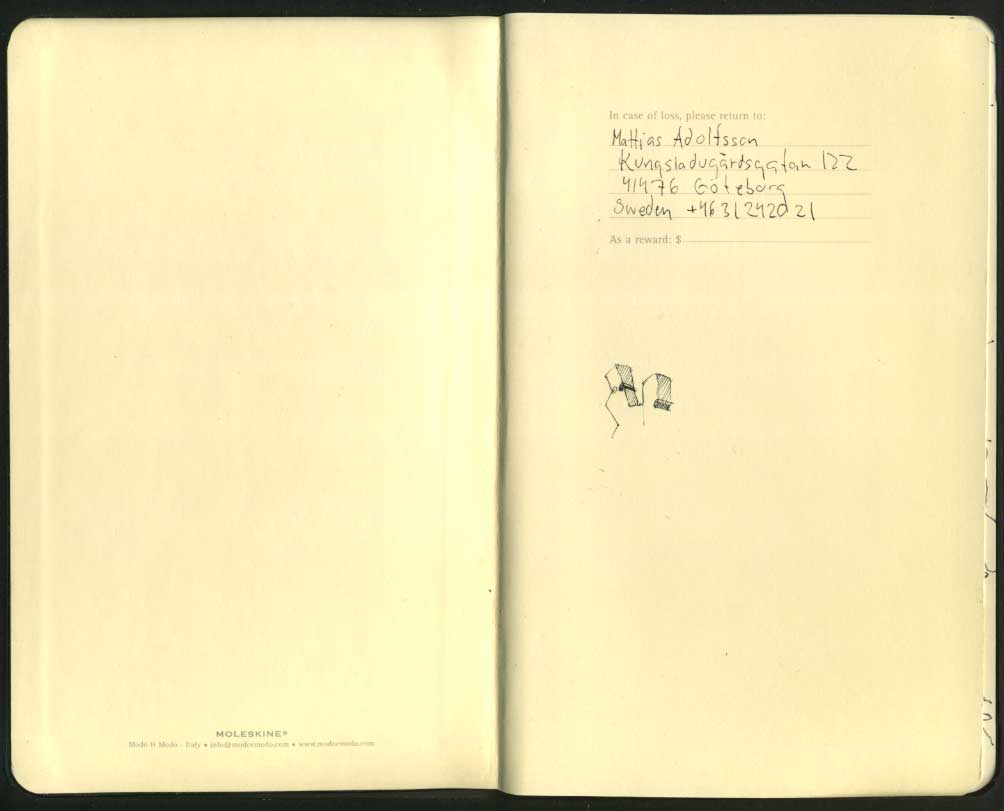 MOLESKINE®
Modo & Modo - Italy • info@modoemodo.com • www.modoemodo.com
In case of loss, please return to:
Mattias Adolfsson
Kungsladugårdsgatan 122
41476 Göteborg
Sweden +46 31 242021
As a reward: $